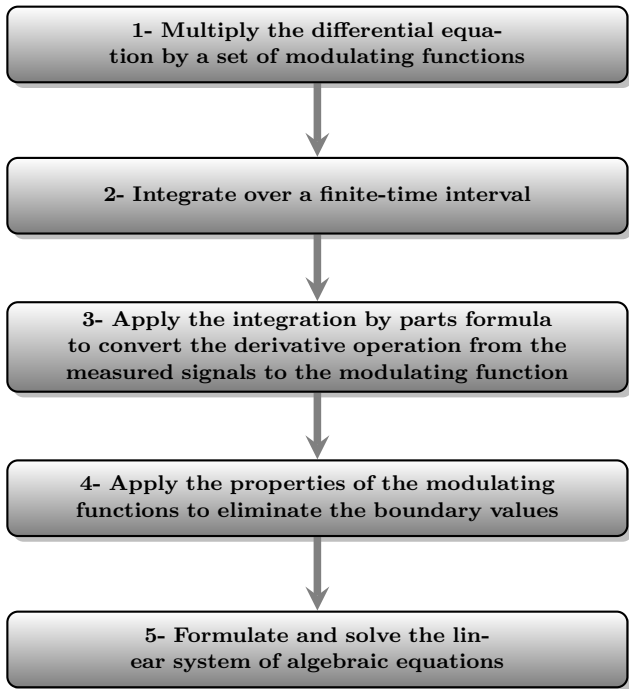 1- Multiply the differential equa-
tion by a set of modulating functions
2- Integrate over a finite-time interval
3- Apply the integration by parts formula
to convert the derivative operation from the
measured signals to the modulating function
4- Apply the properties of the modulating
functions to eliminate the boundary values
5- Formulate and solve the lin-
ear system of algebraic equations